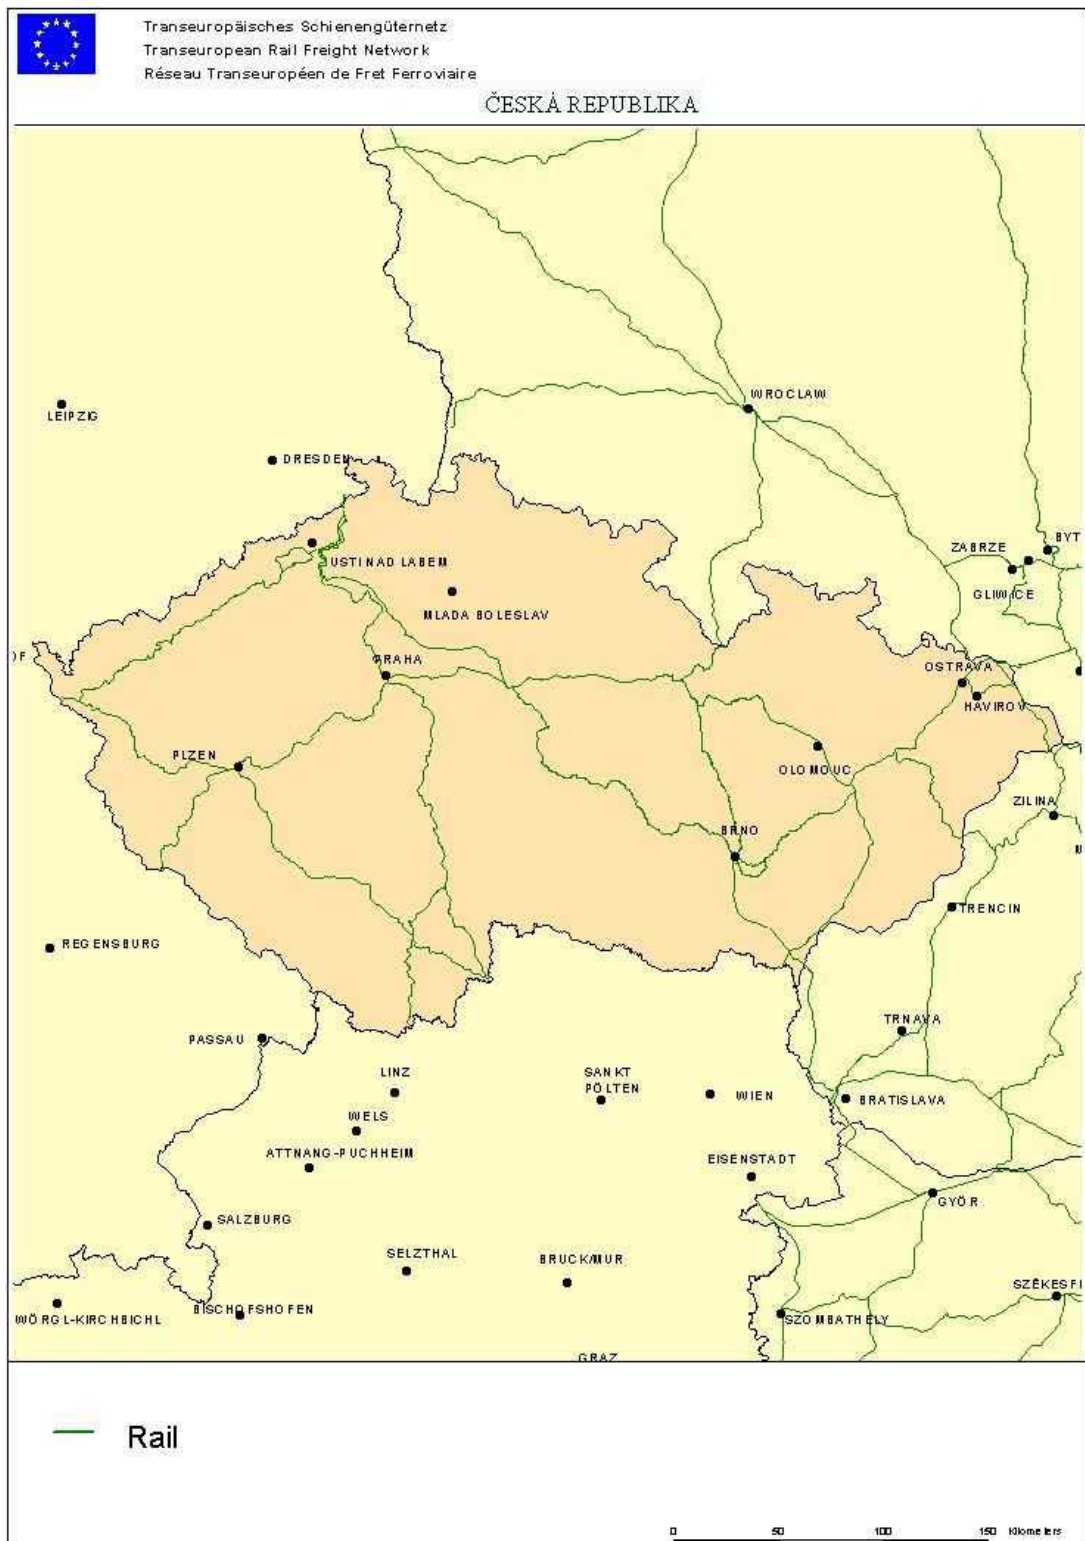 Transeuropäisches Schienengüternetz
Transeuropean Rail Freight Network
Réseau Transeuropéen de Fret Ferroviaire
ČESKÁ REPUBLIKA
WROCLAW
LEIPZIG
DRESDEN
ZABRZE
BYT
USTINAD LABEM
GLIWICE
MLADA BOLESLAV
OF
PRAHA
OSTRAVA
HAVIROV
PLZEN
OLOMOUC
ZILINA
BRNO
M
TRENCIN
REGENSBURG
TRNAVA
PASSAU
LINZ
SANKT
PÖLTEN
WIEN
BRATISLAVA
WELS
ATTNANG-PUCHHEIM
EISENSTADT
GYÖR
SALZBURG
SELZTHAL
BRUCK/MUR
SZÉKESFI
BISCHOFSHOFEN
WÖRGL-KIRCHBICHL
SZOMBATHELY
GRAZ
Rail
0 50 100 150 Kilometers